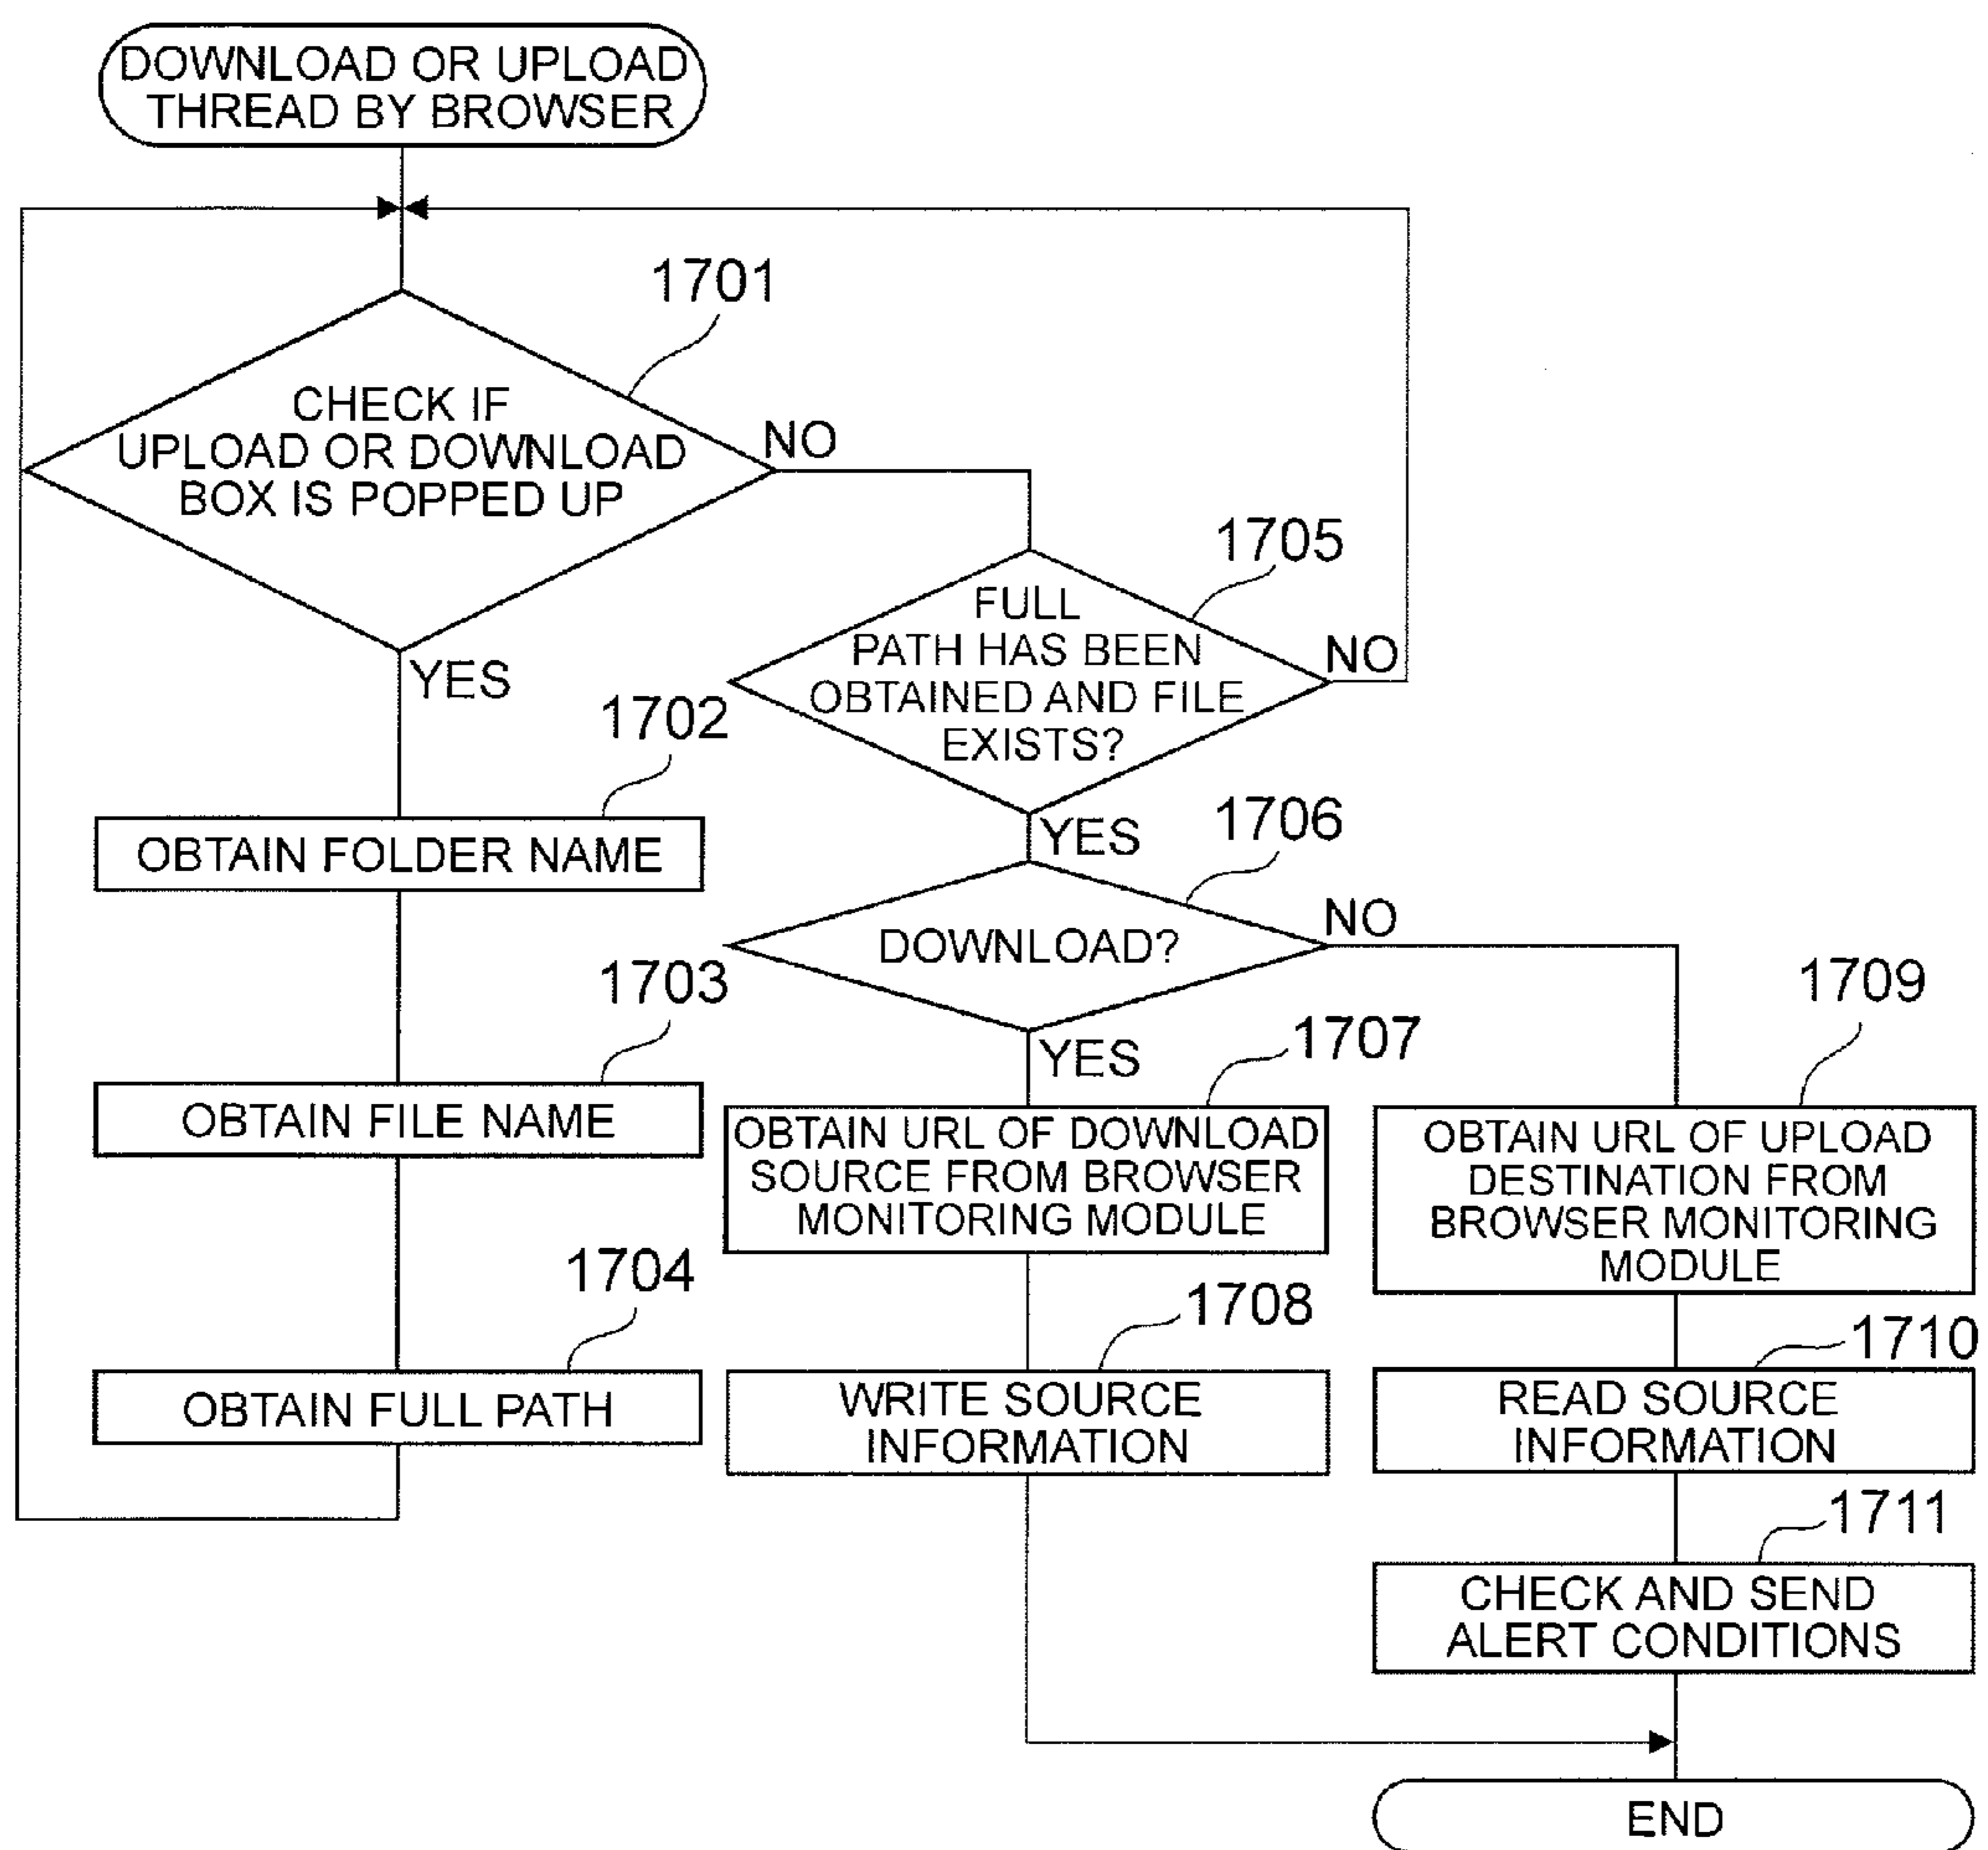 DOWNLOAD OR UPLOAD
THREAD BY BROWSER
1701
CHECK IF
UPLOAD OR DOWNLOAD
BOX IS POPPED UP
NO
YES
1702
OBTAIN FOLDER NAME
1703
OBTAIN FILE NAME
1704
OBTAIN FULL PATH
1705
FULL
PATH HAS BEEN
OBTAINED AND FILE
EXISTS?
NO
YES
1706
DOWNLOAD?
NO
YES
1707
OBTAIN URL OF DOWNLOAD
SOURCE FROM BROWSER
MONITORING MODULE
1708
WRITE SOURCE
INFORMATION
1709
OBTAIN URL OF UPLOAD
DESTINATION FROM
BROWSER MONITORING
MODULE
1710
READ SOURCE
INFORMATION
1711
CHECK AND SEND
ALERT CONDITIONS
END